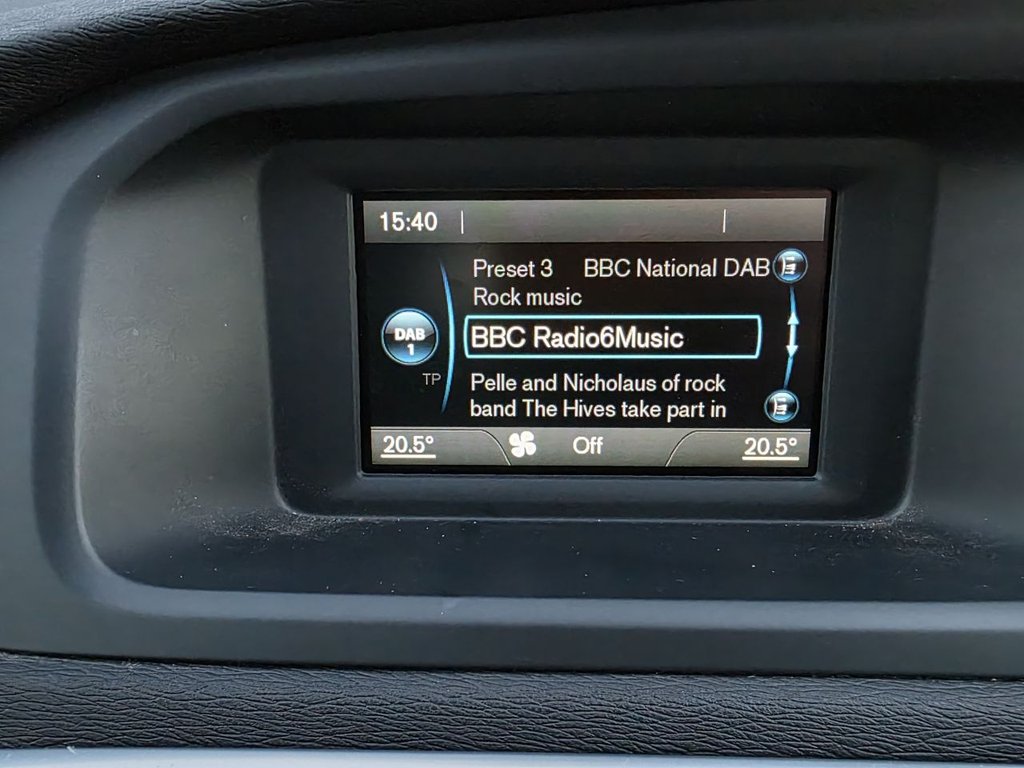 15:40
Preset 3 BBC National DAB
Rock music
DAB
1
BBC Radio6Music
TP
Pelle and Nicholaus of rock
band The Hives take part in
20.5° Off 20.5°